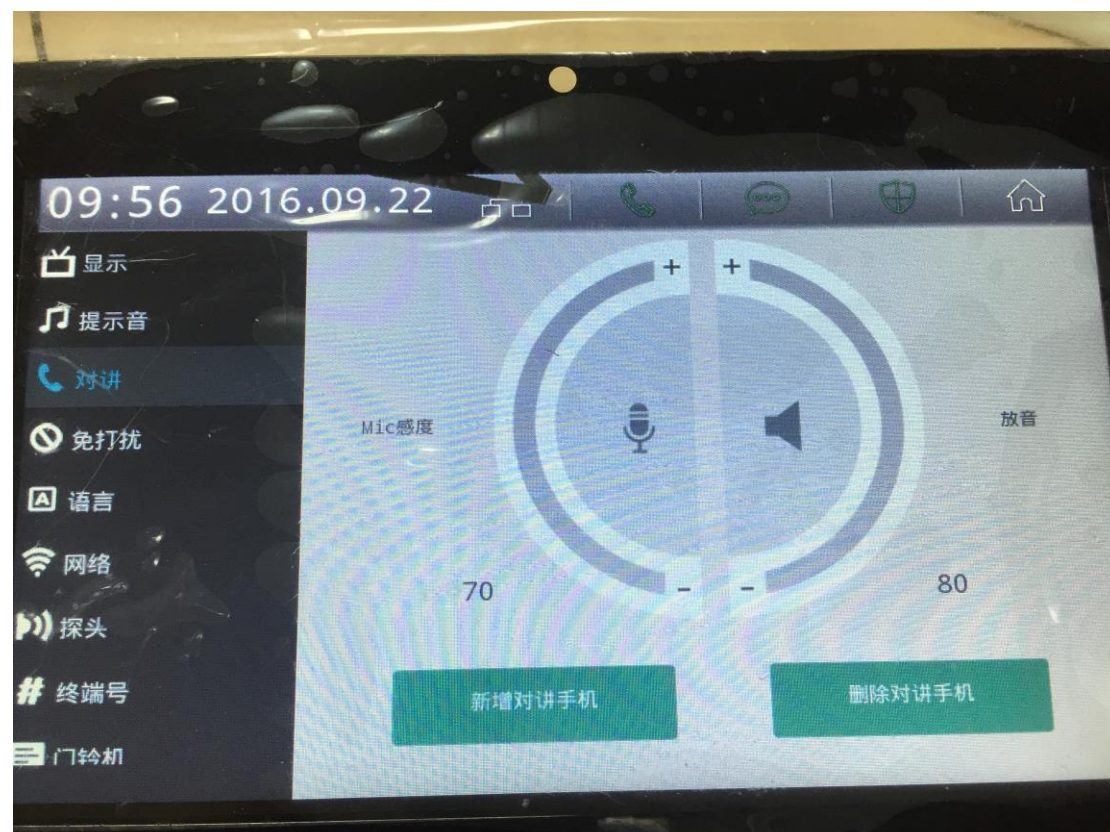 09:56 2016.09.22
显示
提示音
对讲
免打扰
A 语言
网络
探头
# 终端号
门铃机
+ +
Mic感度
放音
70 - - 80
新增对讲手机
删除对讲手机